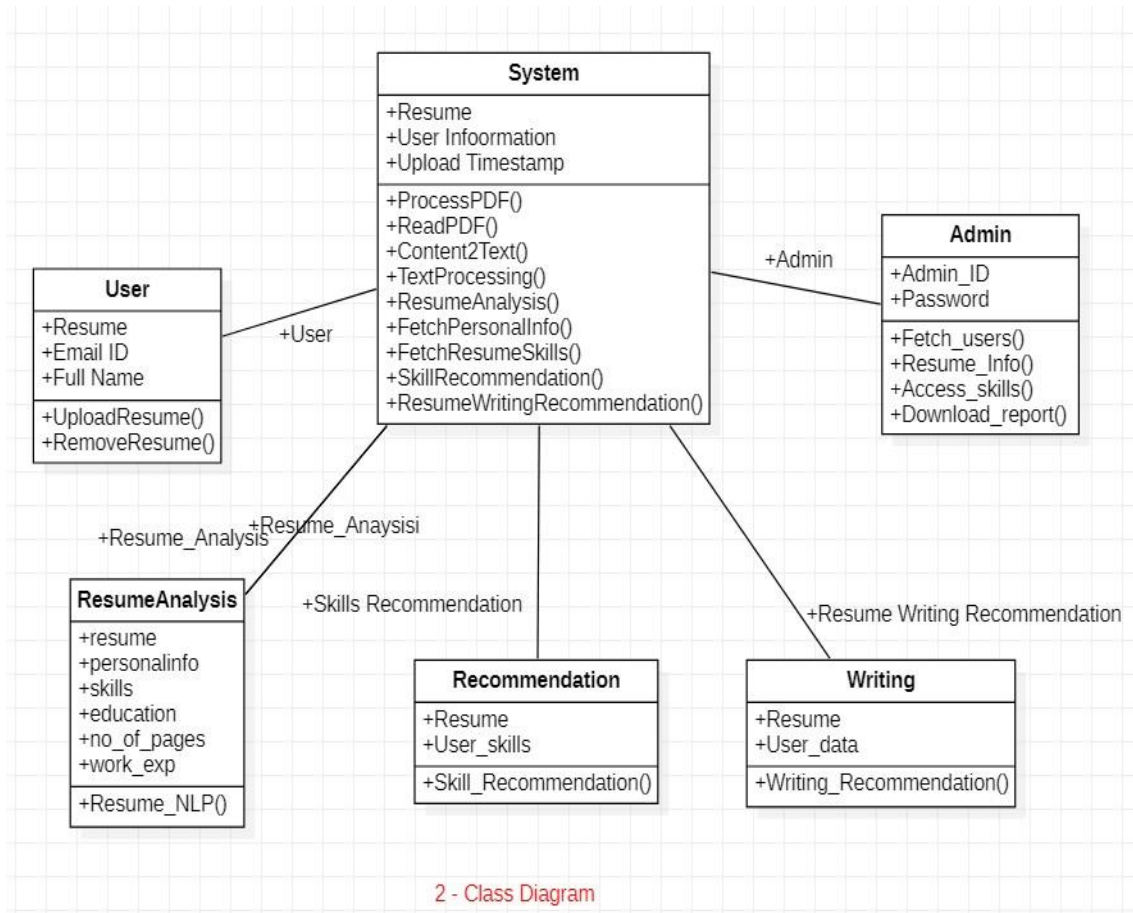 System
+Resume
+User Infoormation
+Upload Timestamp
+ProcessPDF()
+ReadPDF()
+Content2Text()
+TextProcessing()
+ResumeAnalysis()
+FetchPersonalInfo()
+FetchResumeSkills()
+SkillRecommendation()
+ResumeWritingRecommendation()
Admin
+Admin_ID
+Password
+Fetch_users()
+Resume_Info()
+Access_skills()
+Download_report()
+Admin
User
+Resume
+Email ID
+Full Name
+UploadResume()
+RemoveResume()
+User
+Resume_Analysis
+Resume_Anaysisi
+Skills Recommendation
+Resume Writing Recommendation
ResumeAnalysis
+resume
+personalinfo
+skills
+education
+no_of_pages
+work_exp
+Resume_NLP()
Recommendation
+Resume
+User_skills
+Skill_Recommendation()
Writing
+Resume
+User_data
+Writing_Recommendation()
2 - Class Diagram